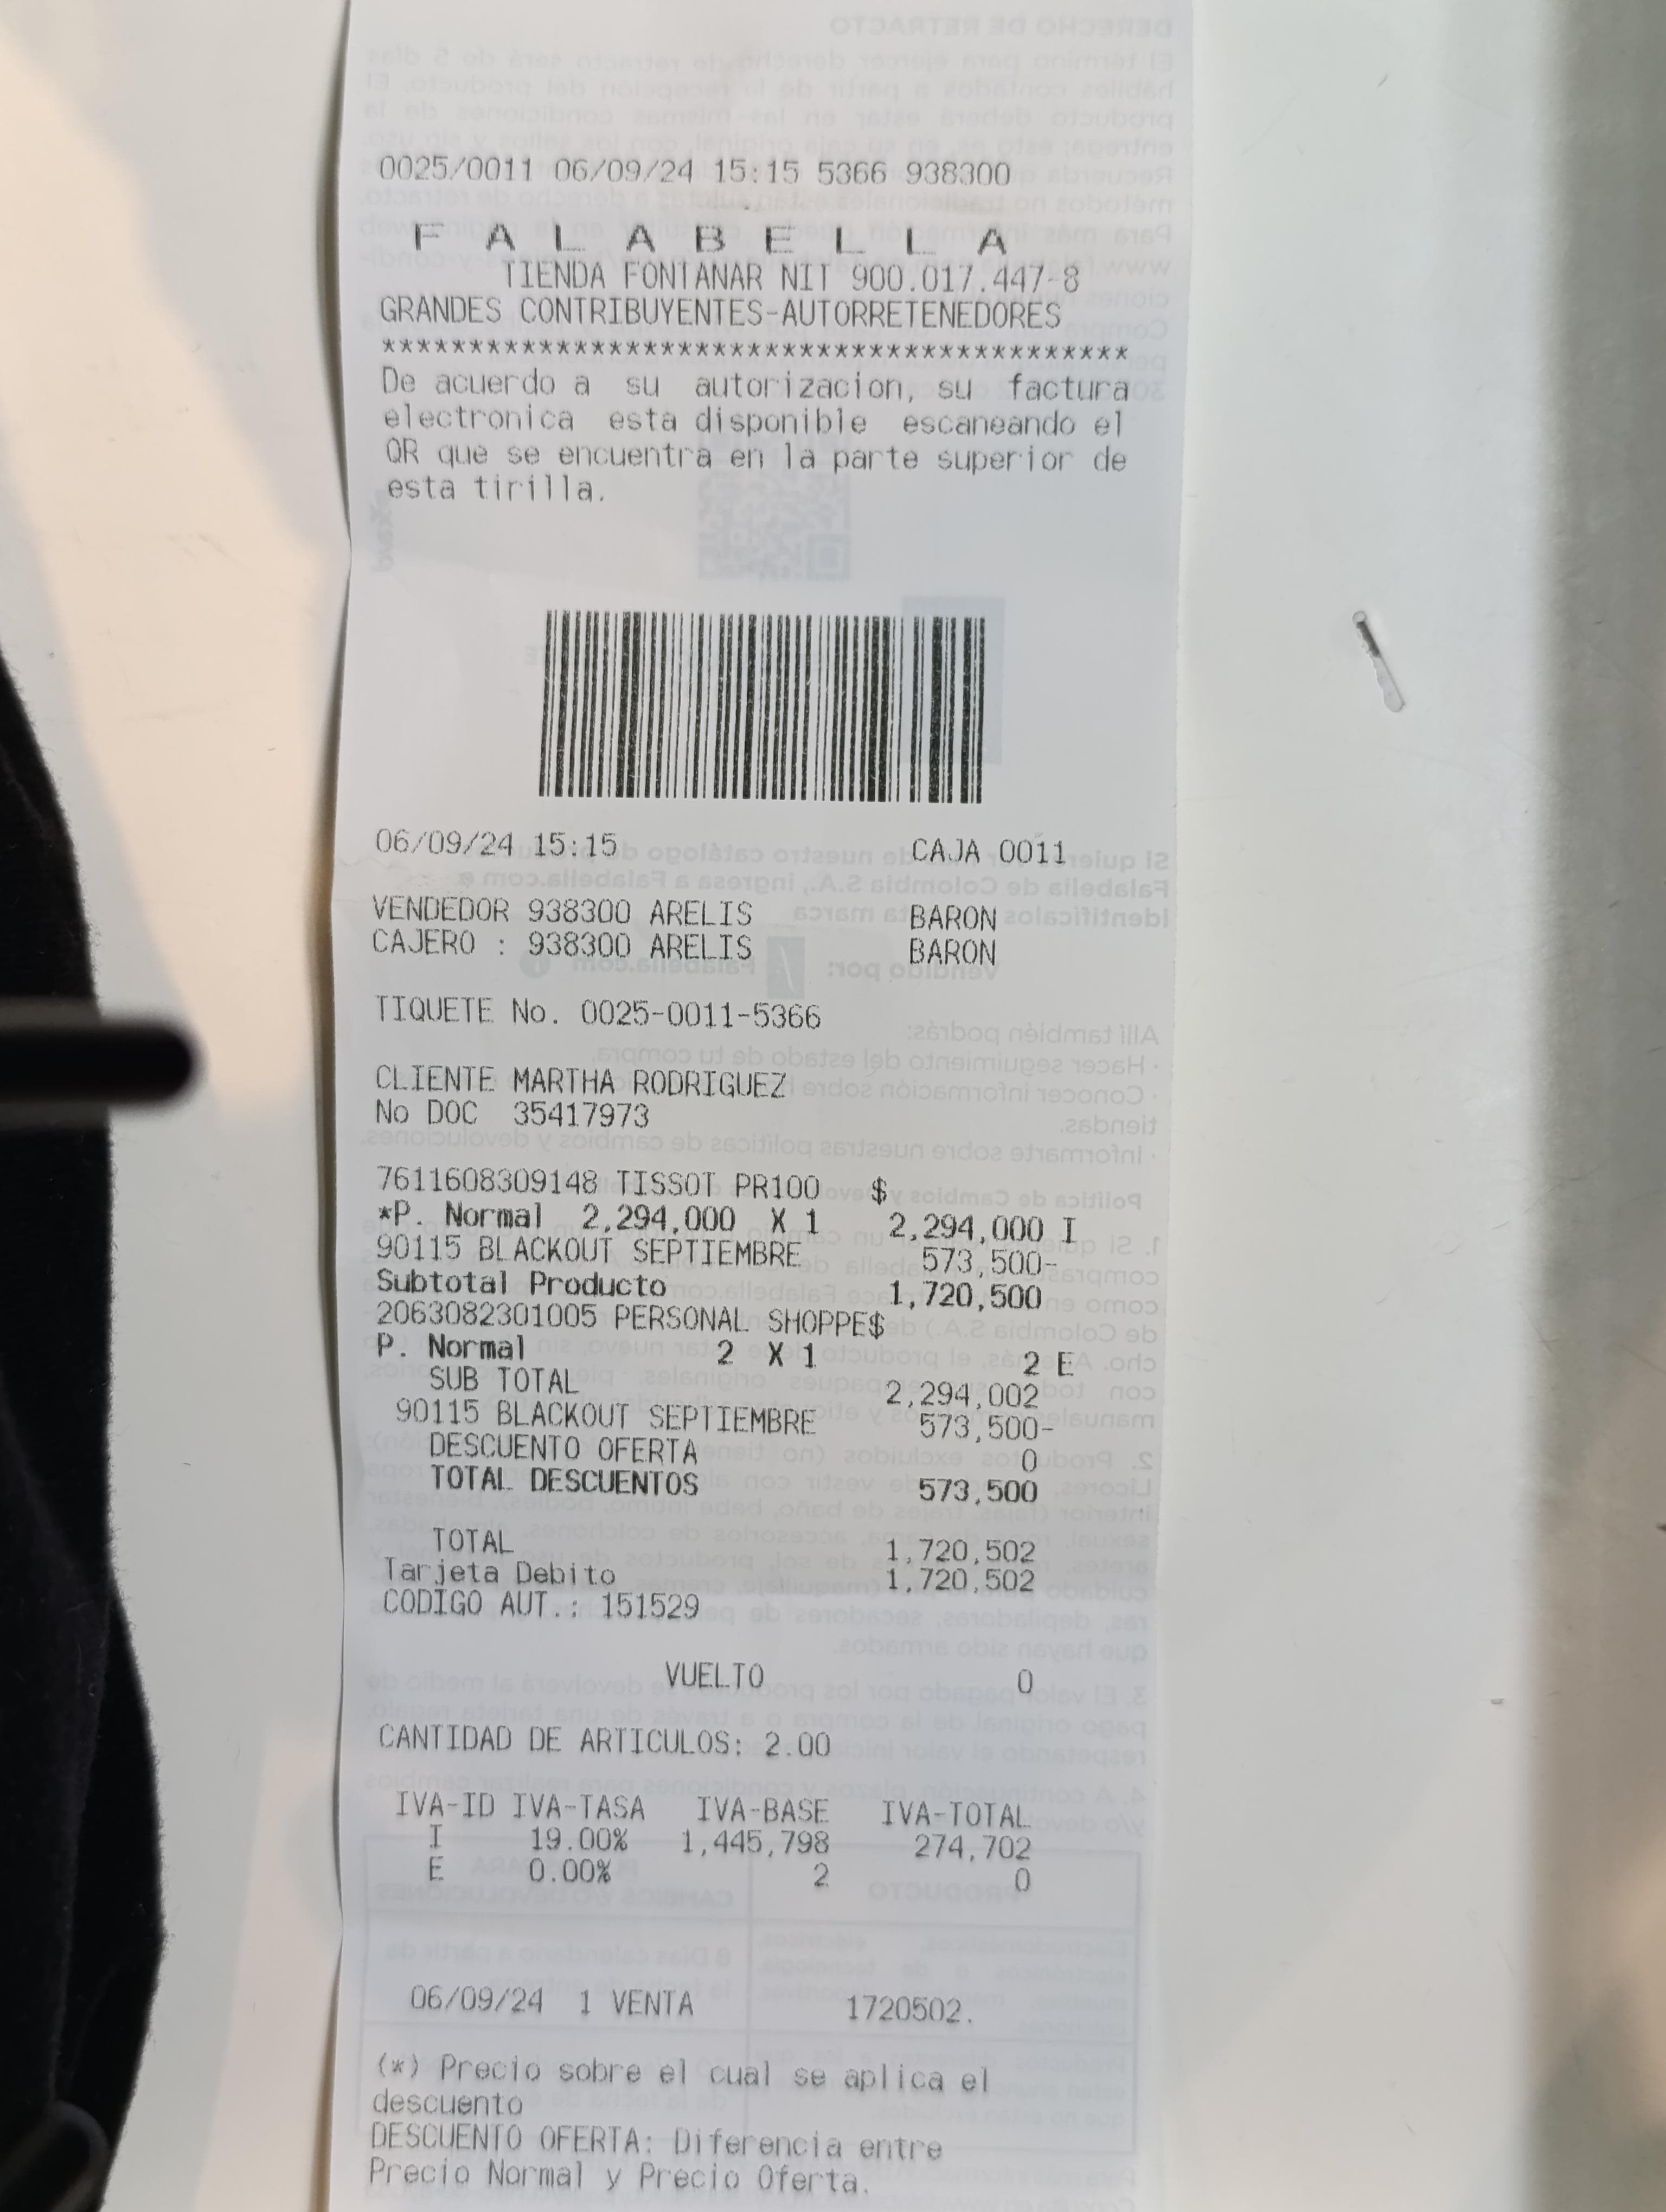 0025/0011 06/09/24 15:15 5366 938300
F A L A B E L L A
TIENDA FONTANAR NIT 900.017.447-8
GRANDES CONTRIBUYENTES-AUTORRETENEDORES
*******************************************
De acuerdo a su autorizacion, su factura
electronica esta disponible escaneando el
QR que se encuentra en la parte superior de
esta tirilla.
06/09/24 15:15 CAJA 0011
VENDEDOR 938300 ARELIS BARON
CAJERO : 938300 ARELIS BARON
TIQUETE No. 0025-0011-5366
CLIENTE MARTHA RODRIGUEZ
No DOC 35417973
7611608309148 TISSOT PR100 $
*P. Normal 2,294,000 X 1 2,294,000 I
90115 BLACKOUT SEPTIEMBRE 573,500-
Subtotal Producto 1,720,500
2063082301005 PERSONAL SHOPPE$
P. Normal 2 X 1 2 E
SUB TOTAL 2,294,002
90115 BLACKOUT SEPTIEMBRE 573,500-
DESCUENTO OFERTA 0
TOTAL DESCUENTOS 573,500
TOTAL 1,720,502
Tarjeta Debito 1,720,502
CODIGO AUT.: 151529
VUELTO 0
CANTIDAD DE ARTICULOS: 2.00
IVA-ID IVA-TASA IVA-BASE IVA-TOTAL
I 19.00% 1,445,798 274,702
E 0.00% 2 0
06/09/24 1 VENTA 1720502.
(*) Precio sobre el cual se aplica el
descuento
DESCUENTO OFERTA: Diferencia entre
Precio Normal y Precio Oferta.